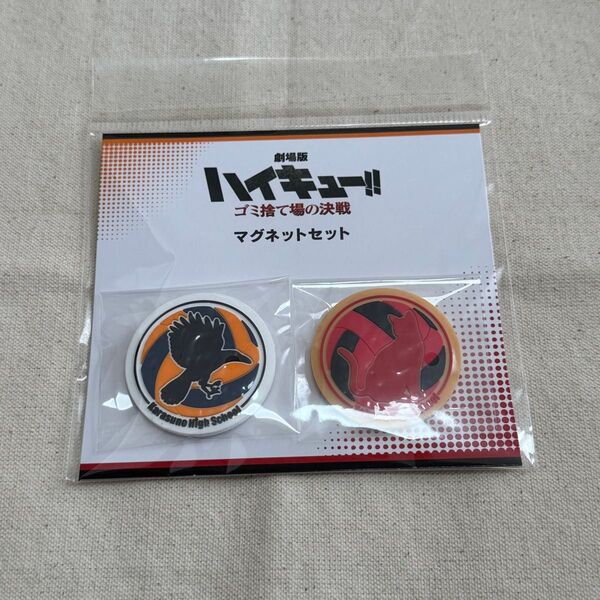 劇場版
ハイキュー!!
ゴミ捨て場の決戦
マグネットセット
Karasuno High School